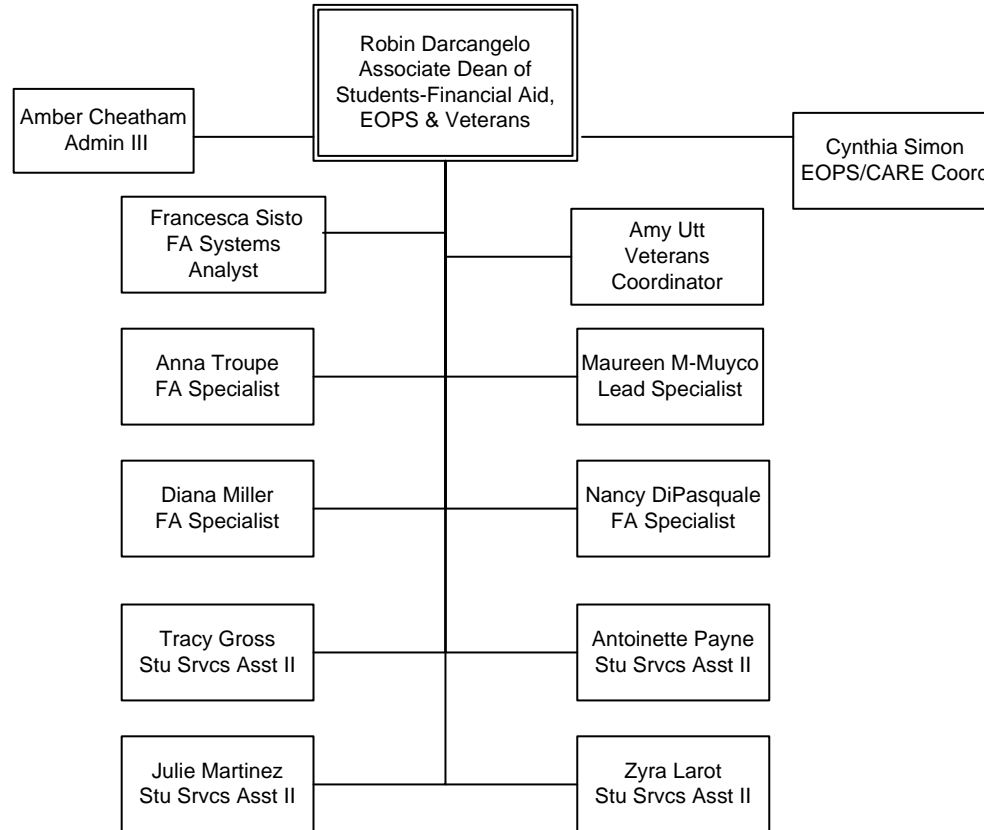 Robin Darcangelo
Associate Dean of
Students-Financial Aid,
EOPS & Veterans
Amber Cheatham
Admin III
Cynthia Simon
EOPS/CARE Coord
Francesca Sisto
FA Systems
Analyst
Amy Utt
Veterans
Coordinator
Anna Troupe
FA Specialist
Maureen M-Muyco
Lead Specialist
Diana Miller
FA Specialist
Nancy DiPasquale
FA Specialist
Tracy Gross
Stu Srvcs Asst II
Antoinette Payne
Stu Srvcs Asst II
Julie Martinez
Stu Srvcs Asst II
Zyra Larot
Stu Srvcs Asst II